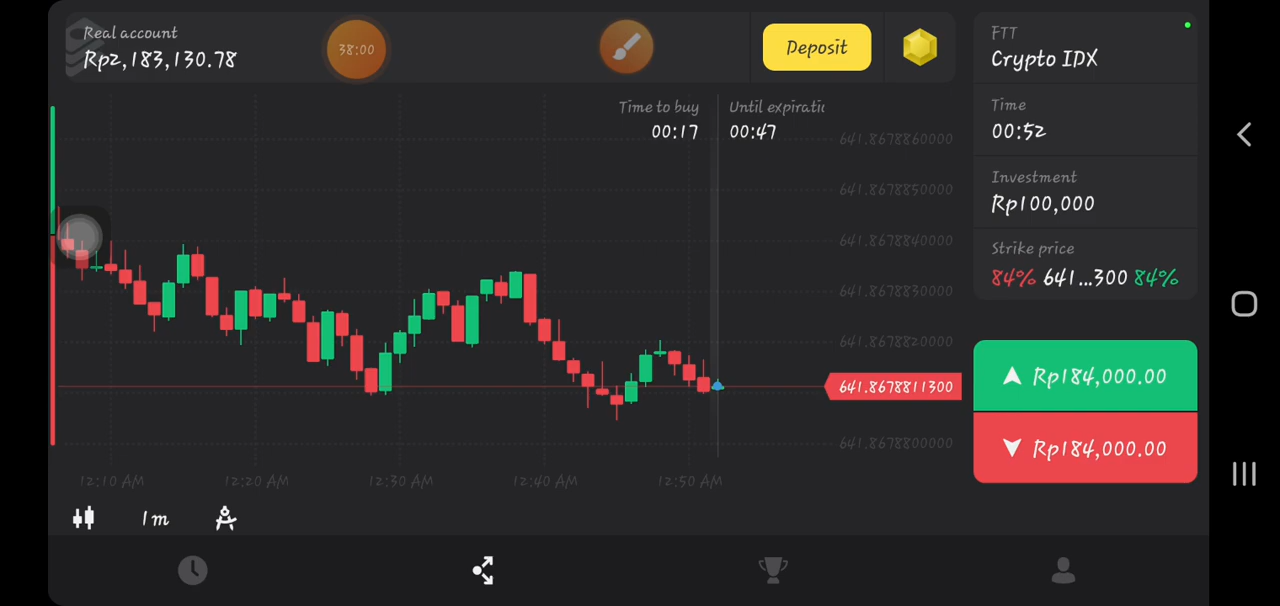 Real account
Rp2,183,130.78
38:00
Deposit
FTT
Crypto IDX
Time
00:52
Investment
Rp100,000
Strike price
84% 641...300 84%
Time to buy
00:17
Until expiratic
00:47
641.8678860000
641.8678850000
641.8678840000
641.8678830000
641.8678820000
641.8678811300
641.8678800000
Rp184,000.00
Rp184,000.00
12:10 AM
12:20 AM
12:30 AM
12:40 AM
12:50 AM
1m